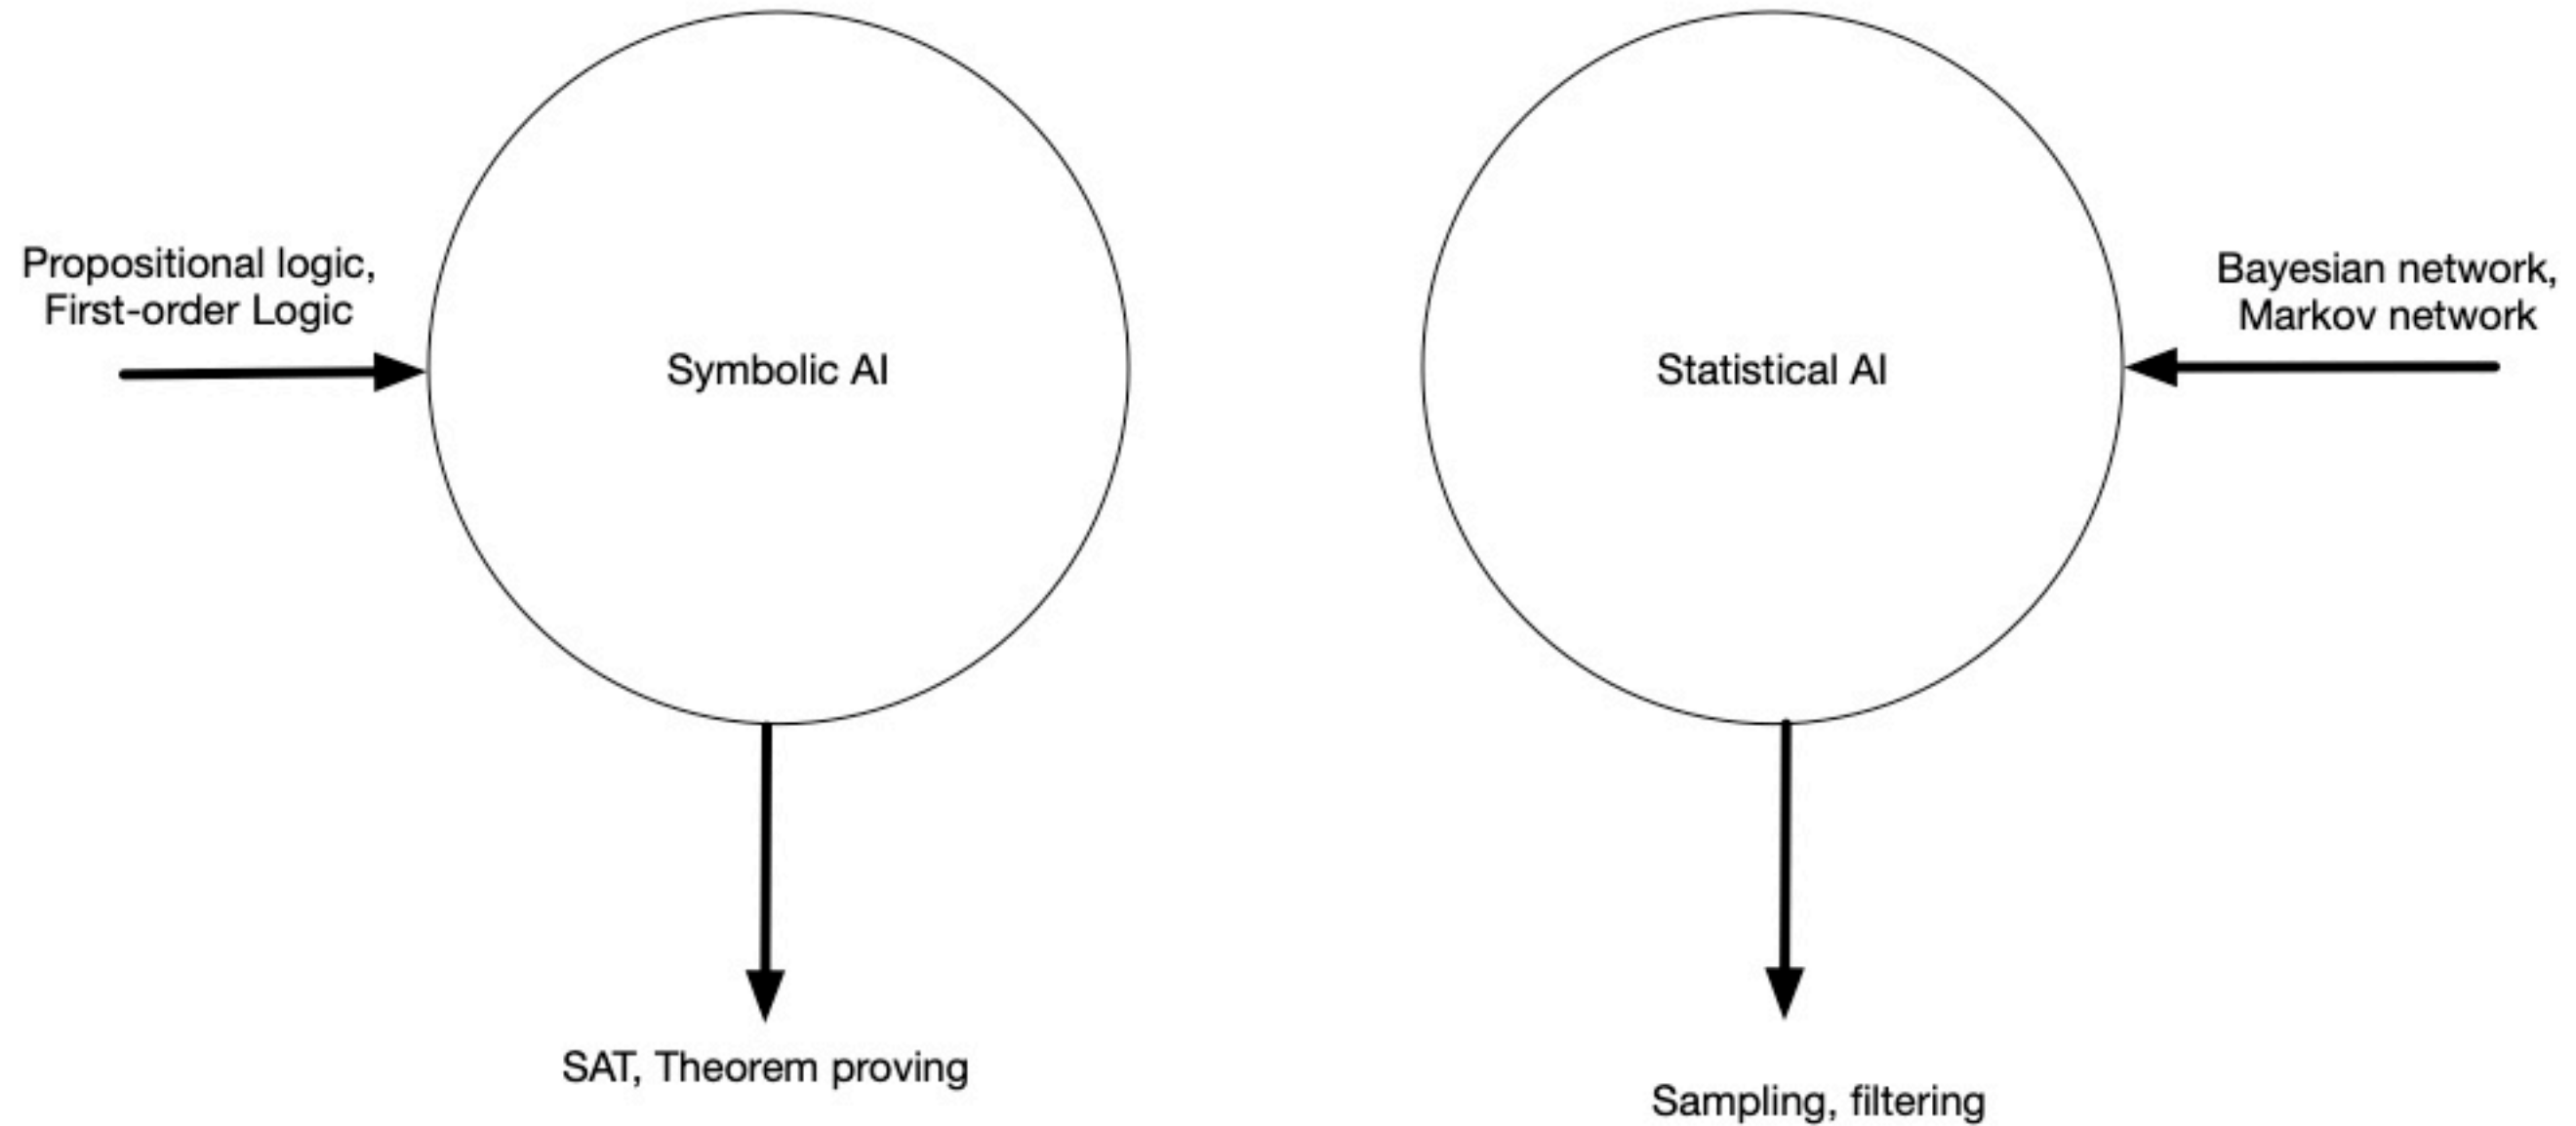 Propositional logic,
First-order Logic
Symbolic AI
SAT, Theorem proving
Statistical AI
Bayesian network,
Markov network
Sampling, filtering